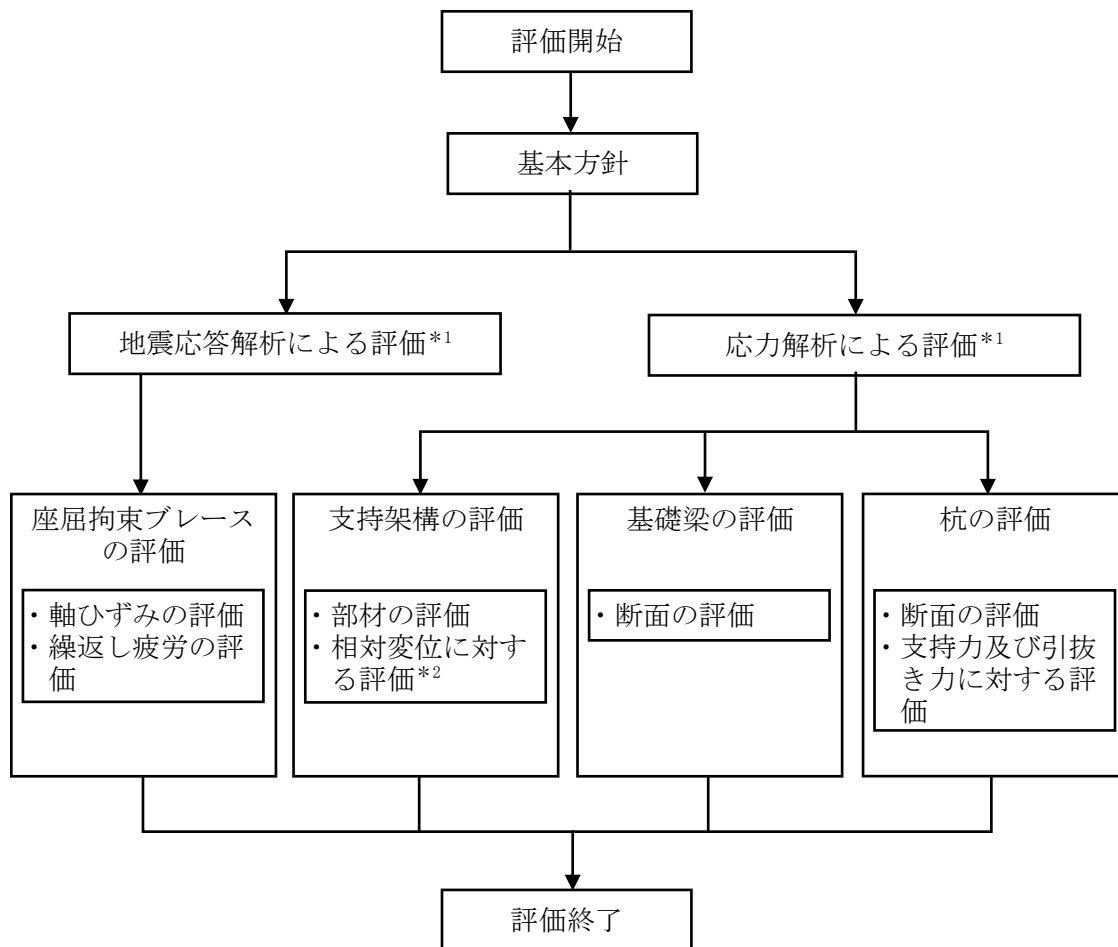 評価開始
基本方針
地震応答解析による評価*1
応力解析による評価*1
座屈拘束ブレース
の評価
・軸ひずみの評価
・繰返し疲労の評
価
支持架構の評価
・部材の評価
・相対変位に対す
る評価*2
基礎梁の評価
・断面の評価
杭の評価
・断面の評価
・支持力及び引抜
き力に対する評
価
評価終了